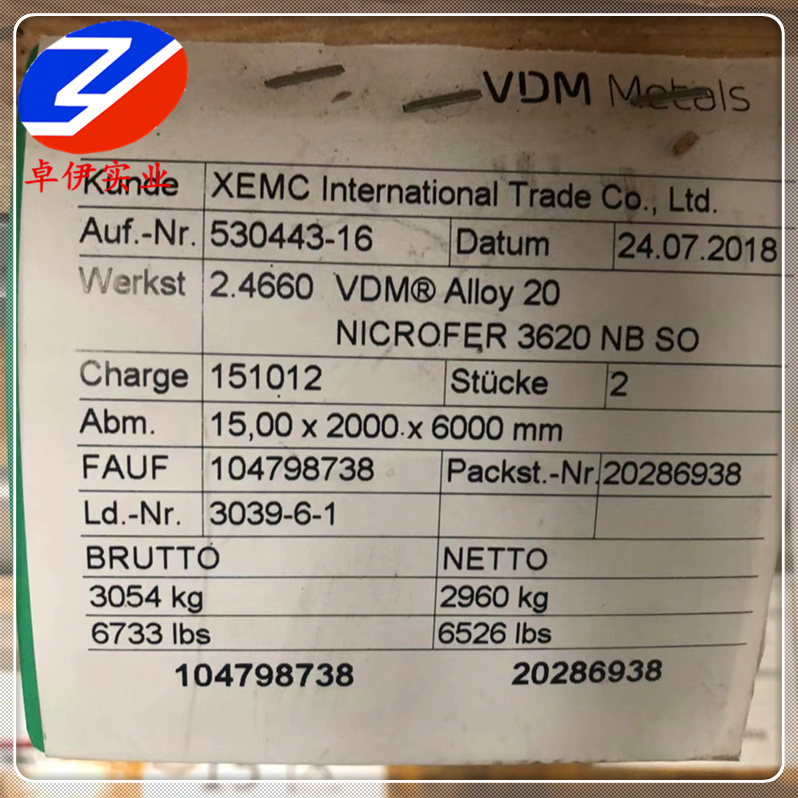 VDM Metals
卓伊实业
Kunde XEMC International Trade Co., Ltd.
Auf.-Nr. 530443-16 Datum 24.07.2018
Werkst 2.4660 VDM® Alloy 20
NICROFER 3620 NB SO
Charge 151012 Stücke 2
Abm. 15,00 x 2000 x 6000 mm
FAUF 104798738 Packst.-Nr. 20286938
Ld.-Nr. 3039-6-1
BRUTTO NETTO
3054 kg 2960 kg
6733 lbs 6526 lbs
104798738 20286938